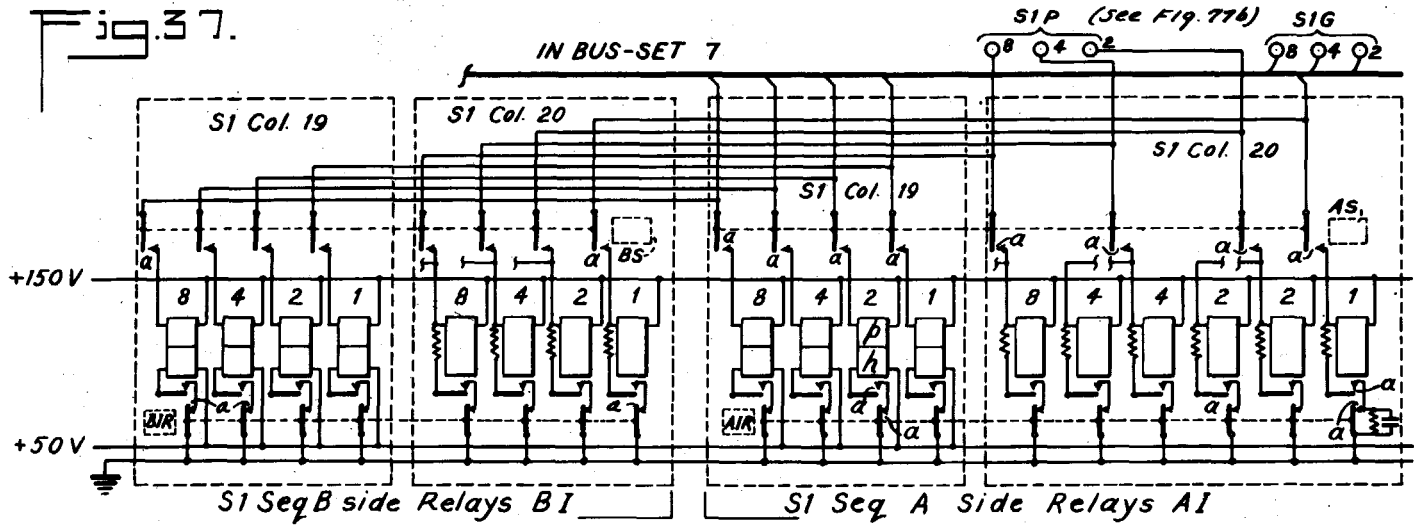 Fig. 37.
S1P (See Fig. 77b) S1G
8 4 2 8 4 2
IN BUS-SET 7
S1 Col. 19
S1 Col. 20
S1 Col. 19
S1 Col. 20
AS
BS
a a a a a a a a a a
+150 V
8 4 2 1 8 4 2 1 8 4 2 1 8 4 4 2 2 1
p
h
a a a a a
BIR AIR
a a
+50 V
S1 Seq B side Relays BI S1 Seq A Side Relays AI